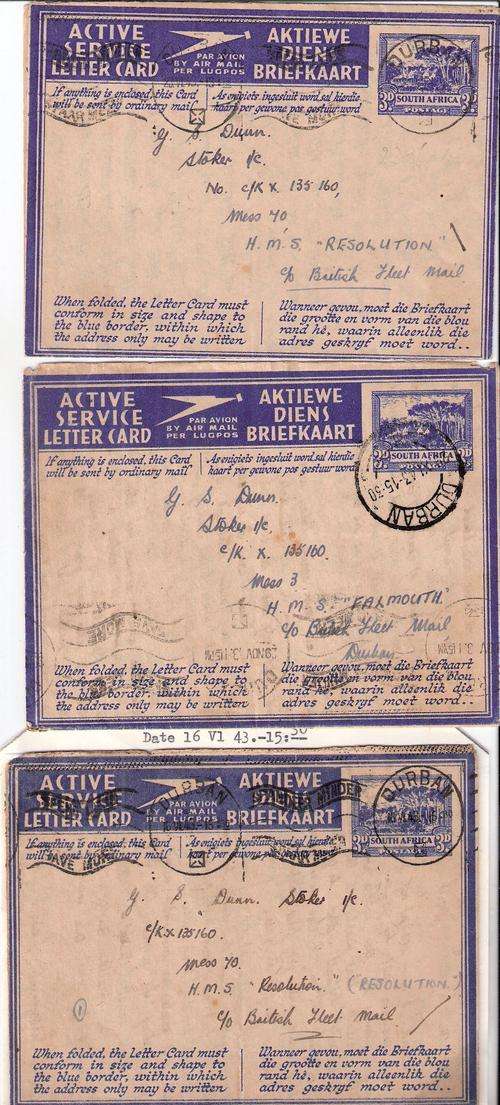 ACTIVE SERVICE LETTER CARD
PAR AVION
BY AIR MAIL
PER LUGPOS
AKTIEWE DIENS BRIEFKAART
If anything is enclosed, this Card
will be sent by ordinary mail
As enigiets ingesluit word, sal hierdie
kaart per gewone pos gestuur word
DURBAN
SOUTH AFRICA
3D 3D
POSTAGE
G. S. Dunn.
Stoker 1/c.
No. C/K X 135160,
Mess 70
H.M.S. "RESOLUTION"
c/o British Fleet Mail
When folded, the Letter Card must
conform in size and shape to
the blue border, within which
the address only may be written
Wanneer gevou, moet die Briefkaart
die grootte en vorm van die blou
rand hê, waarin alleenlik die
adres geskryf moet word..
ACTIVE SERVICE LETTER CARD
PAR AVION
BY AIR MAIL
PER LUGPOS
AKTIEWE DIENS BRIEFKAART
If anything is enclosed, this Card
will be sent by ordinary mail
As enigiets ingesluit word, sal hierdie
kaart per gewone pos gestuur word
SOUTH AFRICA
3D
DURBAN
G. S. Dunn.
Stoker 1/c
C/K. X. 135160.
Mess 3
H.M.S. "FALMOUTH"
c/o British Fleet Mail
Durban
When folded, the Letter Card must
conform in size and shape to
the blue border, within which
the address only may be written
Wanneer gevou, moet die Briefkaart
die grootte en vorm van die blou
rand hê, waarin alleenlik die
adres geskryf moet word..
Date 16 V1 43.-15:30
ACTIVE SERVICE LETTER CARD
PAR AVION
BY AIR MAIL
PER LUGPOS
AKTIEWE DIENS BRIEFKAART
DURBAN
DURBAN
If anything is enclosed, this Card
will be sent by ordinary mail
As enigiets ingesluit word, sal hierdie
kaart per gewone pos gestuur word
SOUTH AFRICA
3D 3D
G. S. Dunn. Stoker 1/c.
C/K X 135160.
Mess 70.
H.M.S. "Resolution." (RESOLUTION.)
c/o British Fleet Mail
1
When folded, the Letter Card must
conform in size and shape to
the blue border, within which
the address only may be written
Wanneer gevou, moet die Briefkaart
die grootte en vorm van die blou
rand hê, waarin alleenlik die
adres geskryf moet word..